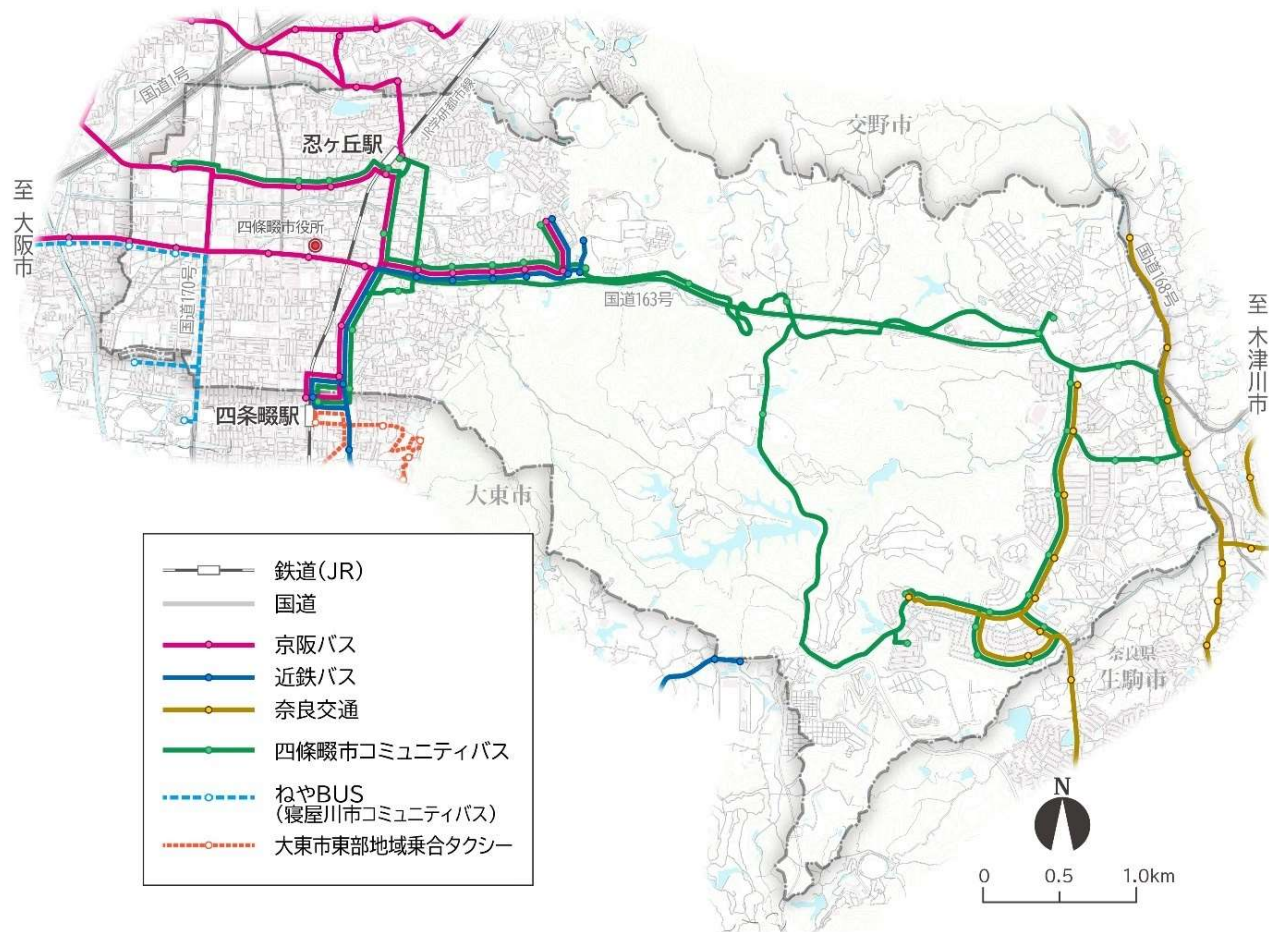 国道1号
JR学研都市線
交野市
忍ヶ丘駅
至 大阪市
四條畷市役所
国道168号
国道170号
国道163号
至 木津川市
四条畷駅
大東市
奈良県
生駒市
鉄道(JR)
国道
京阪バス
近鉄バス
奈良交通
四條畷市コミュニティバス
ねやBUS
(寝屋川市コミュニティバス)
大東市東部地域乗合タクシー
N
0 0.5 1.0km